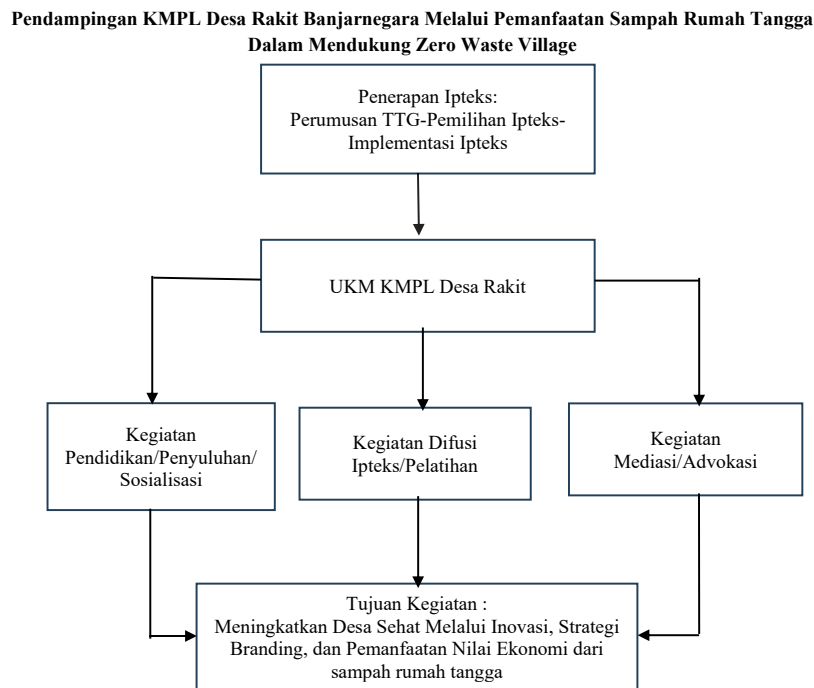 Pendampingan KMPL Desa Rakit Banjarnegara Melalui Pemanfaatan Sampah Rumah Tangga
Dalam Mendukung Zero Waste Village
Penerapan Ipteks:
Perumusan TTG-Pemilihan Ipteks-
Implementasi Ipteks
UKM KMPL Desa Rakit
Kegiatan
Pendidikan/Penyuluhan/
Sosialisasi
Kegiatan Difusi
Ipteks/Pelatihan
Kegiatan
Mediasi/Advokasi
Tujuan Kegiatan :
Meningkatkan Desa Sehat Melalui Inovasi, Strategi
Branding, dan Pemanfaatan Nilai Ekonomi dari
sampah rumah tangga